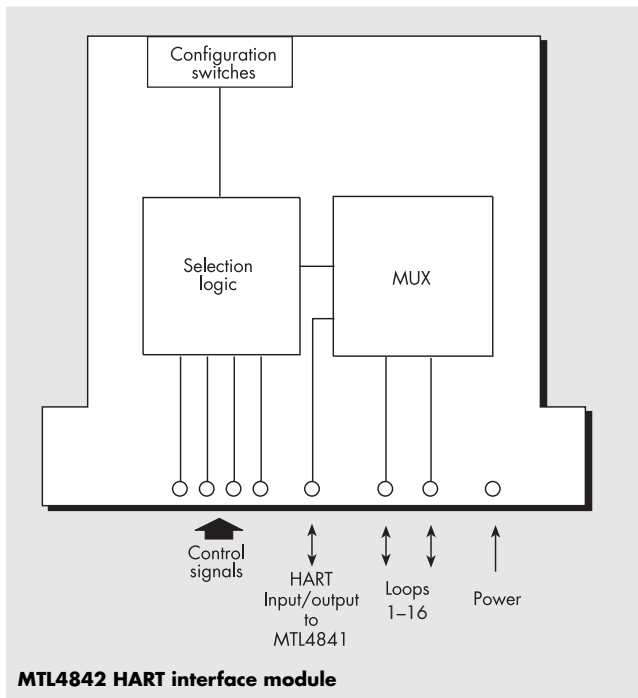 Configuration
switches
Selection
logic
MUX
Control
signals
HART
Input/output
to
MTL4841
Loops
1–16
Power
MTL4842 HART interface module